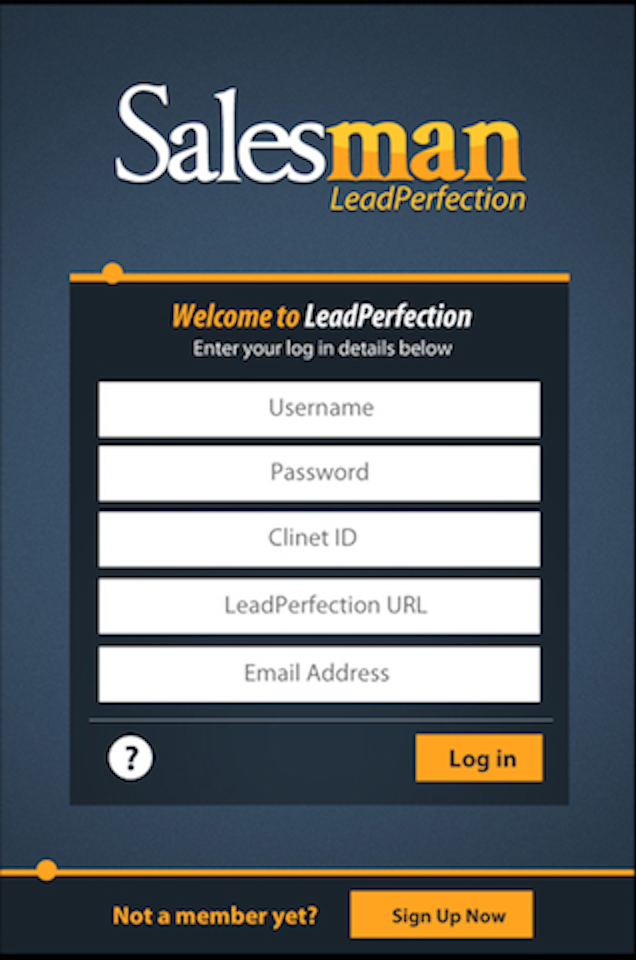 Salesman
LeadPerfection
Welcome to LeadPerfection
Enter your log in details below
Username
Password
Clinet ID
LeadPerfection URL
Email Address
?
Log in
Not a member yet?
Sign Up Now